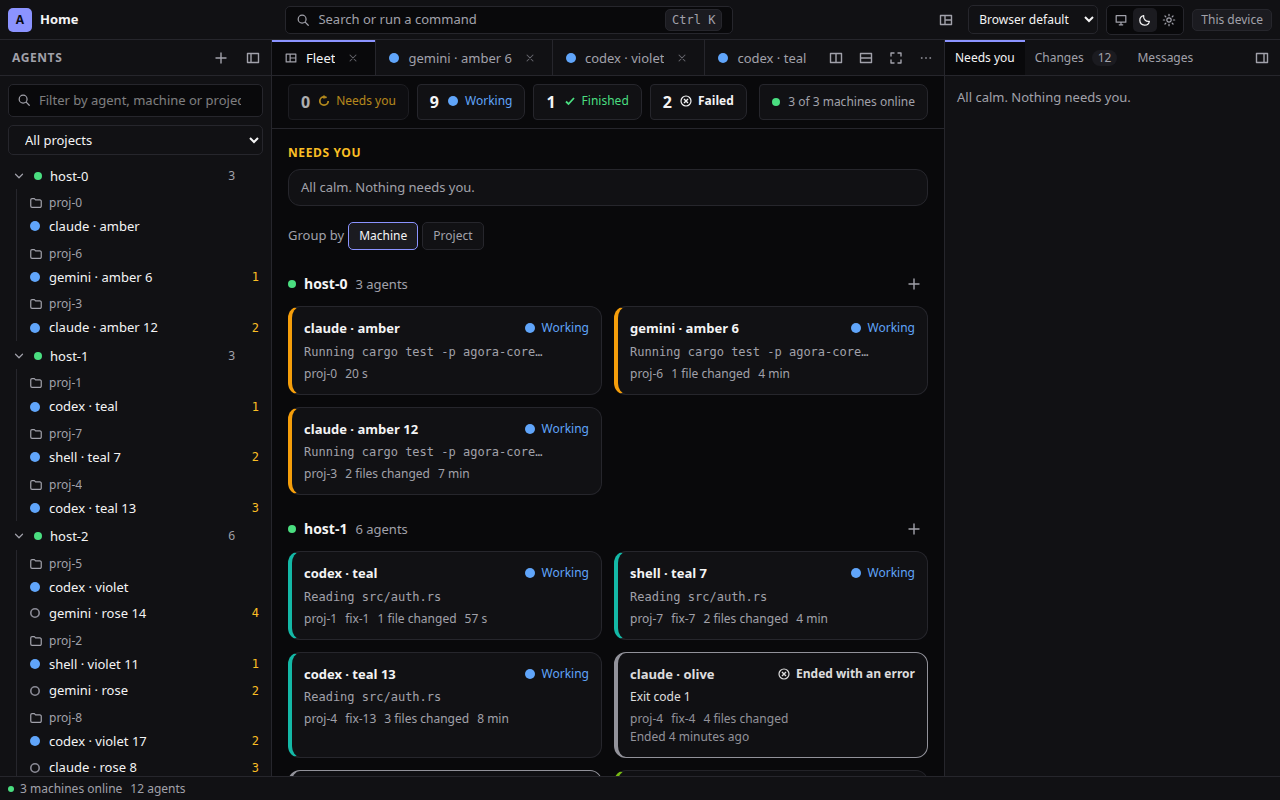 A Home
Search or run a command Ctrl K
Browser default
This device
AGENTS
Fleet
gemini · amber 6
codex · violet
codex · teal
Needs you
Changes 12
Messages
Filter by agent, machine or projec
All projects
host-0 3
proj-0
claude · amber
proj-6
gemini · amber 6 1
proj-3
claude · amber 12 2
host-1 3
proj-1
codex · teal 1
proj-7
shell · teal 7 2
proj-4
codex · teal 13 3
host-2 6
proj-5
codex · violet
gemini · rose 14 4
proj-2
shell · violet 11 1
gemini · rose 2
proj-8
codex · violet 17 2
claude · rose 8 3
0 Needs you
9 Working
1 Finished
2 Failed
3 of 3 machines online
NEEDS YOU
All calm. Nothing needs you.
Group by Machine Project
host-0 3 agents
claude · amber Working
Running cargo test -p agora-core…
proj-0 20 s
gemini · amber 6 Working
Running cargo test -p agora-core…
proj-6 1 file changed 4 min
claude · amber 12 Working
Running cargo test -p agora-core…
proj-3 2 files changed 7 min
host-1 6 agents
codex · teal Working
Reading src/auth.rs
proj-1 fix-1 1 file changed 57 s
shell · teal 7 Working
Reading src/auth.rs
proj-7 fix-7 2 files changed 4 min
codex · teal 13 Working
Reading src/auth.rs
proj-4 fix-13 3 files changed 8 min
claude · olive Ended with an error
Exit code 1
proj-4 fix-4 4 files changed
Ended 4 minutes ago
All calm. Nothing needs you.
3 machines online 12 agents